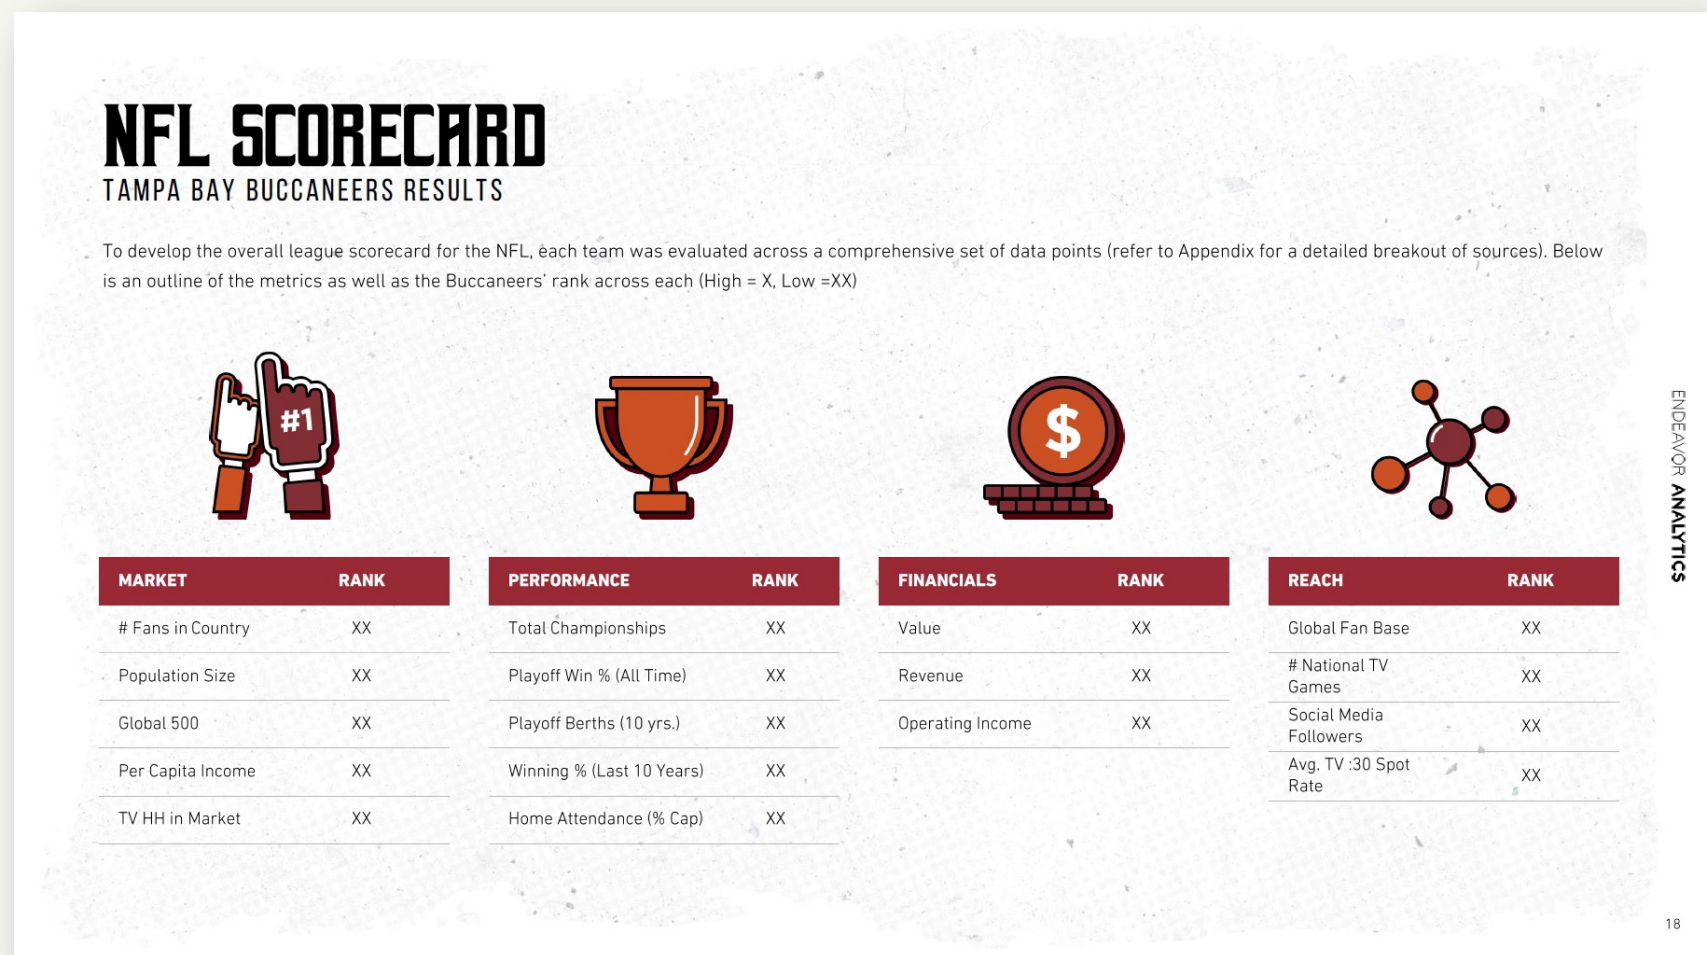 NFL SCORECARD
TAMPA BAY BUCCANEERS RESULTS
To develop the overall league scorecard for the NFL, each team was evaluated across a comprehensive set of data points (refer to Appendix for a detailed breakout of sources). Below
is an outline of the metrics as well as the Buccaneers’ rank across each (High = X, Low =XX)
#1
$
MARKET RANK
# Fans in Country XX
Population Size XX
Global 500 XX
Per Capita Income XX
TV HH in Market XX
PERFORMANCE RANK
Total Championships XX
Playoff Win % (All Time) XX
Playoff Berths (10 yrs.) XX
Winning % (Last 10 Years) XX
Home Attendance (% Cap) XX
FINANCIALS RANK
Value XX
Revenue XX
Operating Income XX
REACH RANK
Global Fan Base XX
# National TV
Games XX
Social Media
Followers XX
Avg. TV :30 Spot
Rate XX
ENDEAVOR ANALYTICS
18